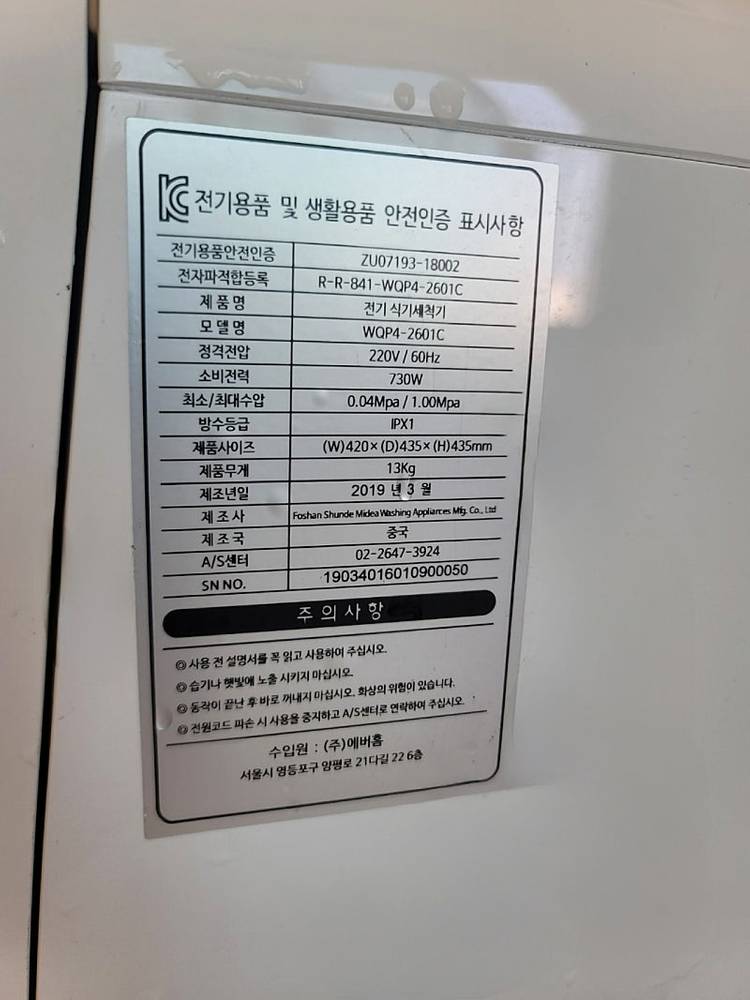 KC 전기용품 및 생활용품 안전인증 표시사항
전기용품안전인증 ZU07193-18002
전자파적합등록 R-R-841-WQP4-2601C
제 품 명 전기 식기세척기
모 델 명 WQP4-2601C
정격전압 220V / 60Hz
소비전력 730W
최소/최대수압 0.04Mpa / 1.00Mpa
방수등급 IPX1
제품사이즈 (W)420×(D)435×(H)435mm
제품무게 13Kg
제조년일 2019 년 3 월
제 조 사 Foshan Shunde Midea Washing Appliances Mfg. Co., Ltd
제 조 국 중국
A/S센터 02-2647-3924
SN NO. 19034016010900050
주 의 사 항
◎ 사용 전 설명서를 꼭 읽고 사용하여 주십시오.
◎ 습기나 햇빛에 노출 시키지 마십시오.
◎ 동작이 끝난 후 바로 꺼내지 마십시오. 화상의 위험이 있습니다.
◎ 전원코드 파손 시 사용을 중지하고 A/S센터로 연락하여 주십시오.
수입원 : (주)에버홈
서울시 영등포구 양평로 21다길 22 6층